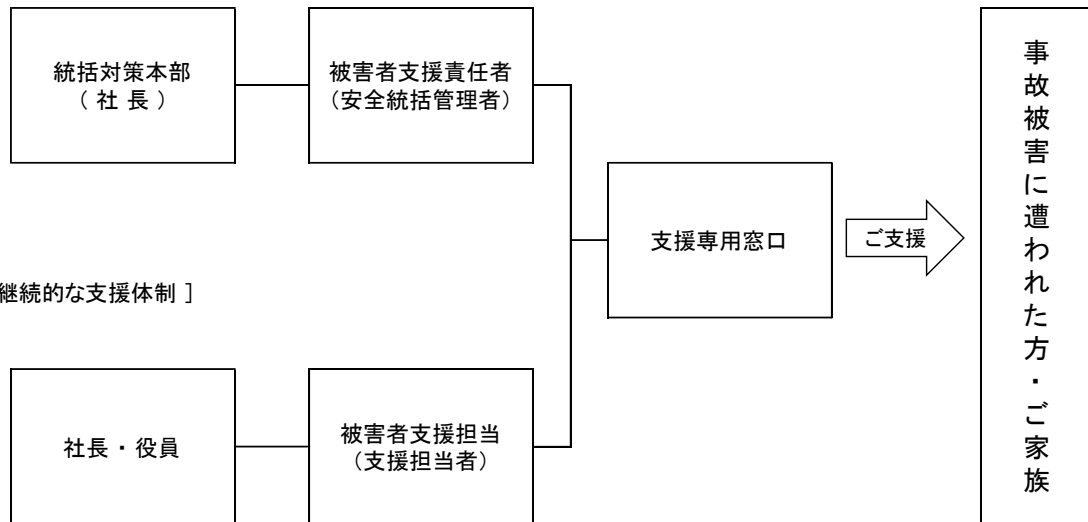 統括対策本部
（ 社 長 ）
被害者支援責任者
（安全統括管理者）
支援専用窓口
ご支援
事故被害に遭われた方・ご家族
継続的な支援体制 ］
社長・役員
被害者支援担当
（支援担当者）